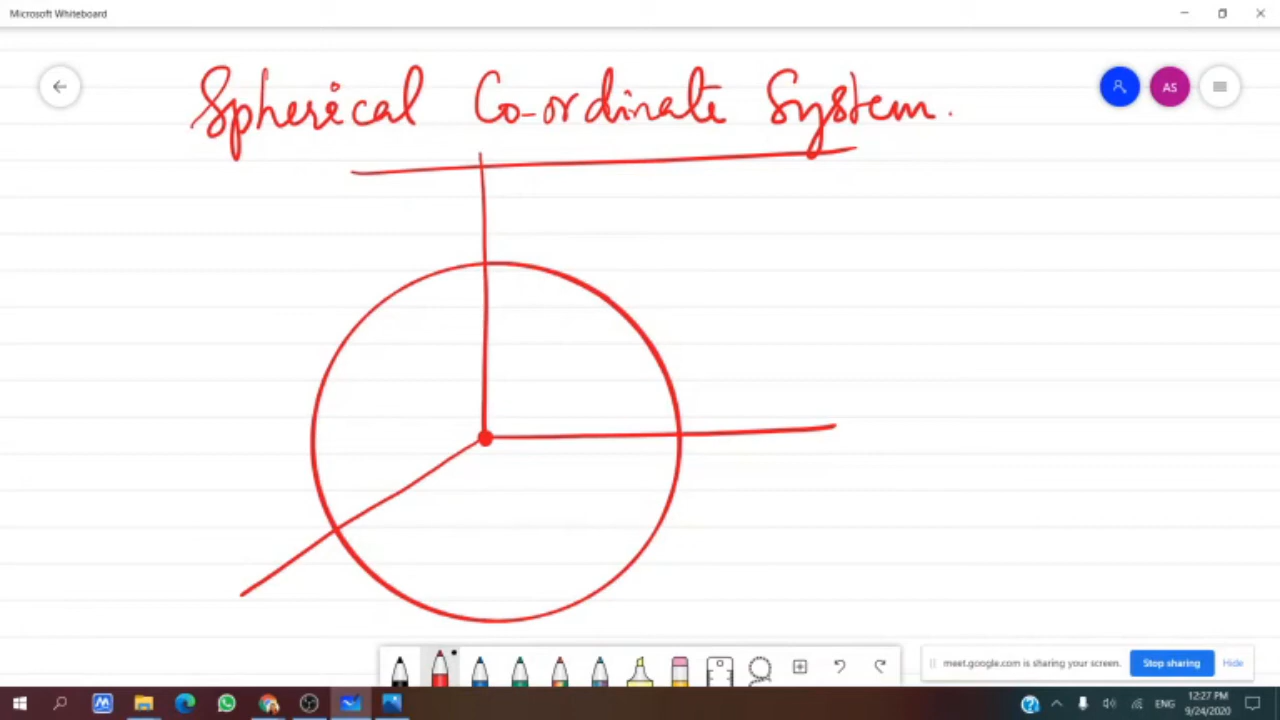 Microsoft Whiteboard
Spherical Co-ordinate System.
AS
meet.google.com is sharing your screen.
Stop sharing
Hide
ENG
12:27 PM
9/24/2020